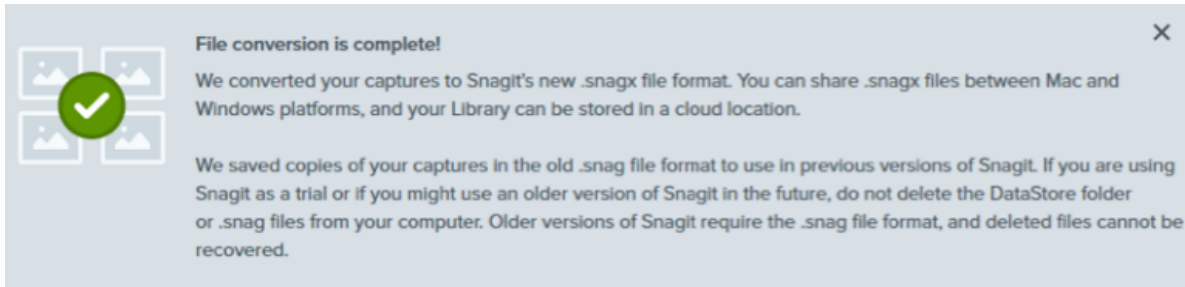 File conversion is complete!
We converted your captures to Snagit's new .snagx file format. You can share .snagx files between Mac and
Windows platforms, and your Library can be stored in a cloud location.
We saved copies of your captures in the old .snag file format to use in previous versions of Snagit. If you are using
Snagit as a trial or if you might use an older version of Snagit in the future, do not delete the DataStore folder
or .snag files from your computer. Older versions of Snagit require the .snag file format, and deleted files cannot be
recovered.